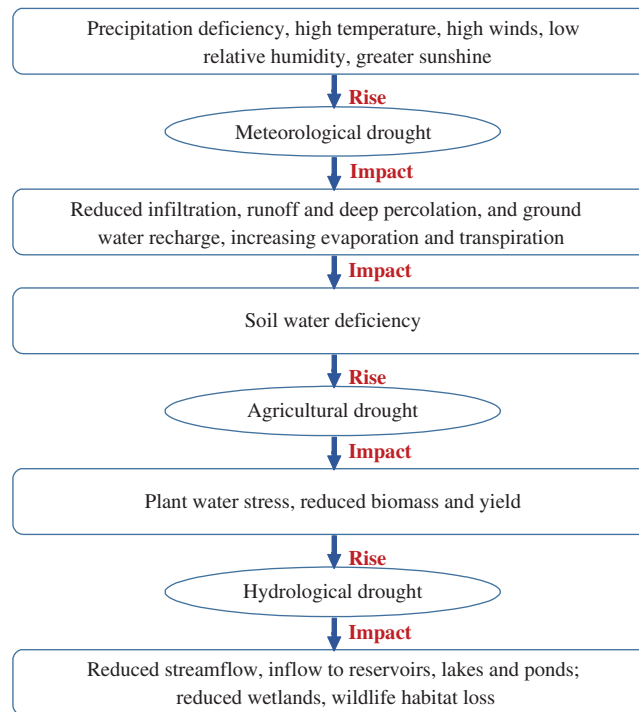 Precipitation deficiency, high temperature, high winds, low
relative humidity, greater sunshine
Rise
Meteorological drought
Impact
Reduced infiltration, runoff and deep percolation, and ground
water recharge, increasing evaporation and transpiration
Impact
Soil water deficiency
Rise
Agricultural drought
Impact
Plant water stress, reduced biomass and yield
Rise
Hydrological drought
Impact
Reduced streamflow, inflow to reservoirs, lakes and ponds;
reduced wetlands, wildlife habitat loss